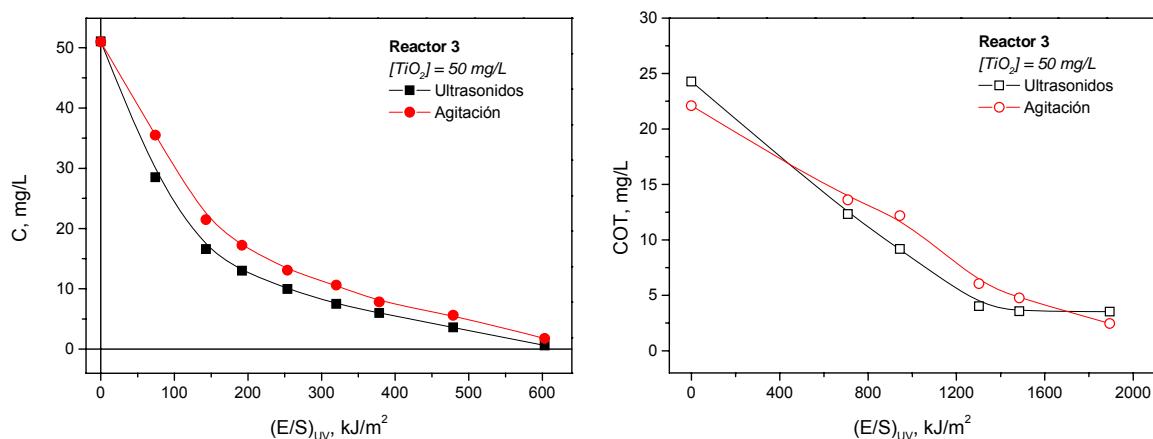 Reactor 3
[TiO₂] = 50 mg/L
Ultrasonidos
Agitación
50
40
30
20
10
0
C, mg/L
0 100 200 300 400 500 600
(E/S)UV, kJ/m²
Reactor 3
[TiO₂] = 50 mg/L
Ultrasonidos
Agitación
30
25
20
15
10
5
0
COT, mg/L
0 400 800 1200 1600 2000
(E/S)UV, kJ/m²